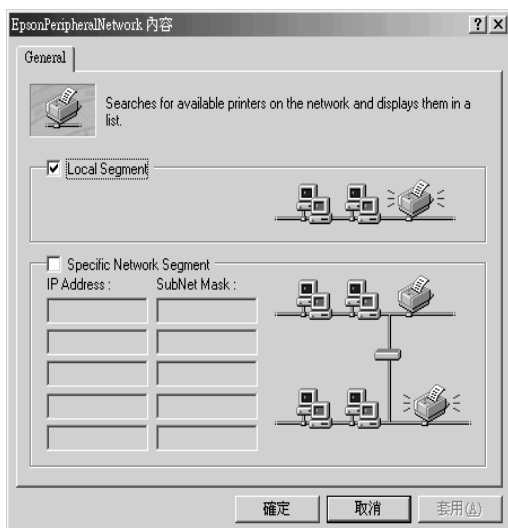 EpsonPeripheralNetwork 內容
General
Searches for available printers on the network and displays them in a
list.
Local Segment
Specific Network Segment
IP Address :
SubNet Mask :
確定
取消
套用(A)